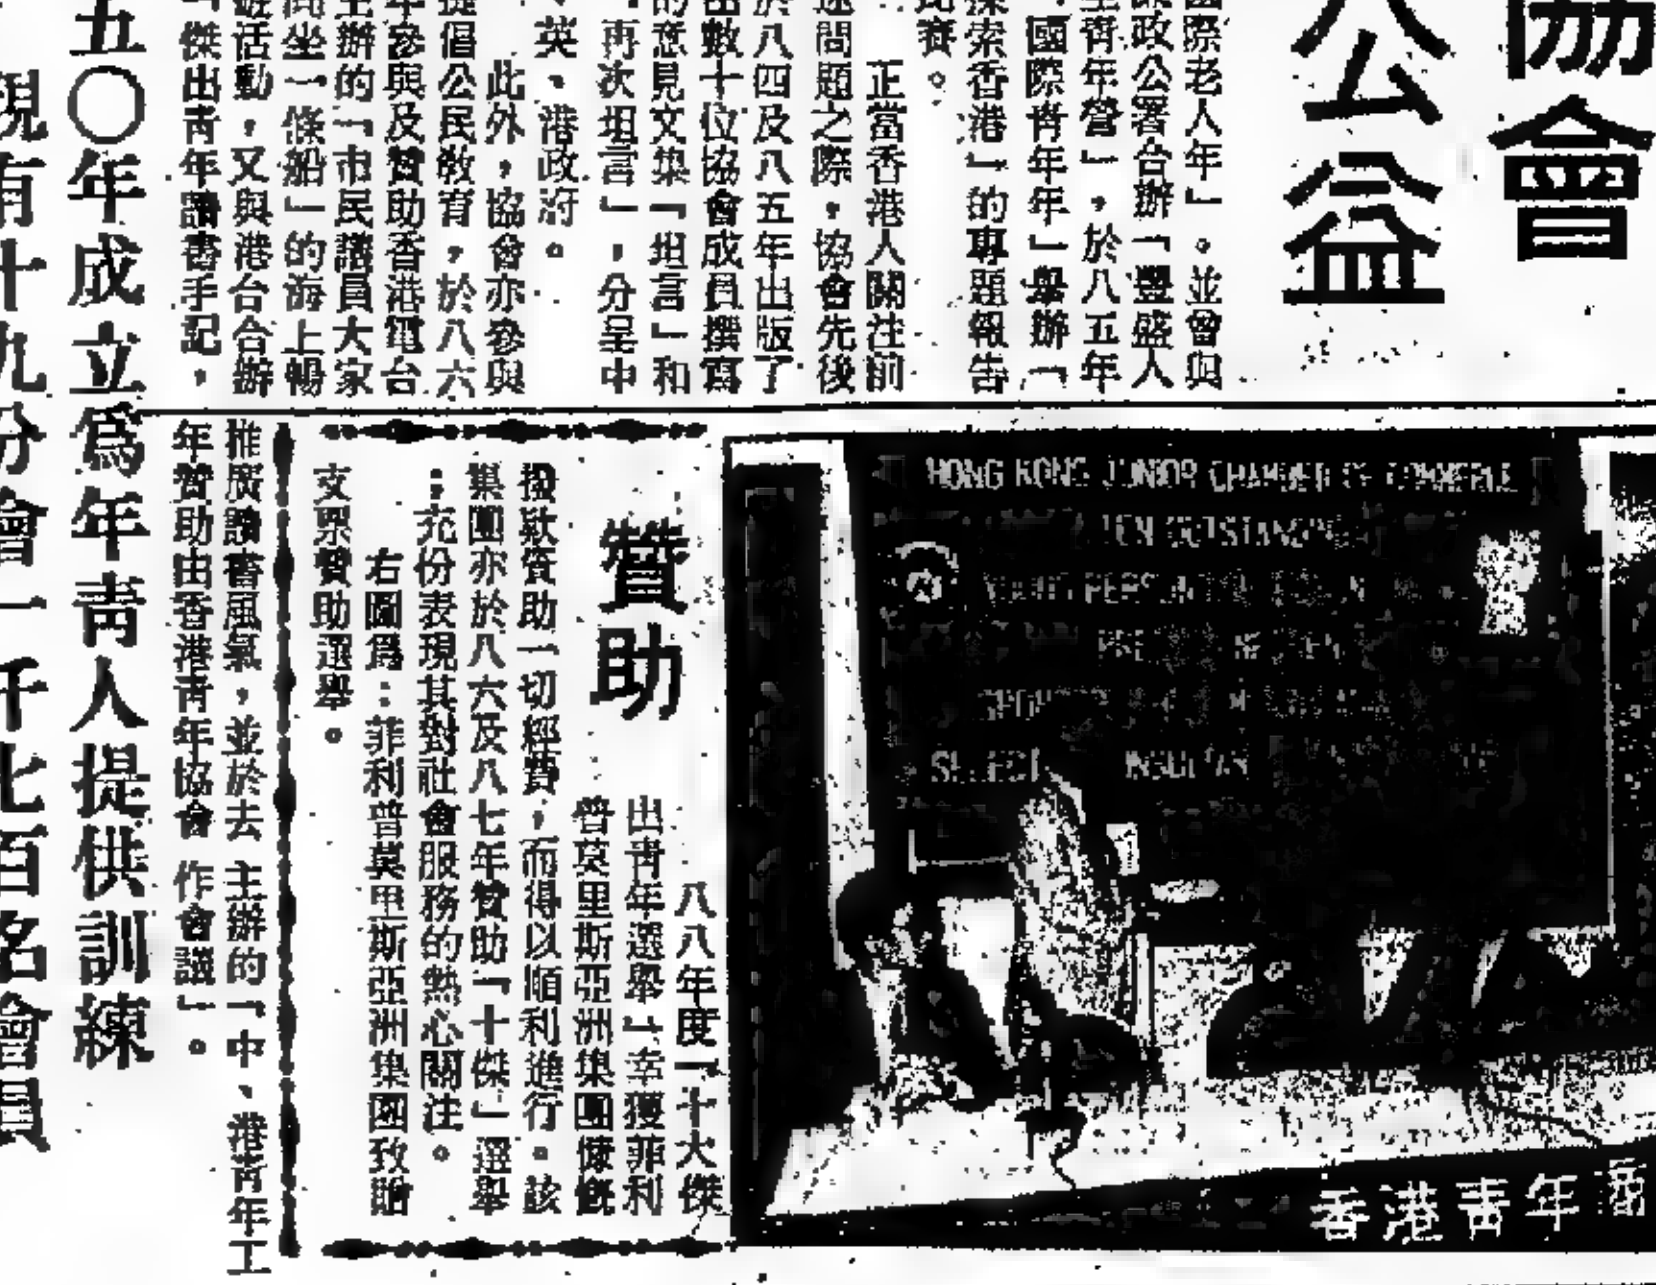 協會
公益
國際老人年」。並曾與
政公署合辦「豐盛人
青年營」，於八五年
國際青年年」舉辦「
探索香港」的專題報告
比賽。
正當香港人關注前
途問題之際，協會先後
於八四及八五年出版了
出數十位協會成員撰寫
的意見文集「坦言」和
再次坦言」，分呈中
、英、港政府。
此外，協會亦參與
提倡公民教育，於八六
年參與及贊助香港電台
主辦的「市民議員大家
同坐一條船」的海上暢
遊活動，又與港台合辦
「傑出青年讀書手記，
推廣讀書風氣，並於去
年贊助由香港青年協會
主辦的「中、港青年工
作會議」。
五〇年成立爲年靑人提供訓練
現有十九分會一仟七百名會員
贊助
八八年度「十大傑
出青年選舉」幸獲菲利
普莫里斯亞洲集團慷慨
撥款贊助一切經費，而得以順利進行。該
集團亦於八六及八七年贊助「十傑」選舉
；充份表現其對社會服務的熱心關注。
右圖爲：菲利普莫里斯亞洲集團致贈
支票贊助選舉。
HONG KONG JUNIOR CHAMBER OF COMMERCE
TEN OUTSTANDING
YOUNG PERSONS
SELECT
香港青年